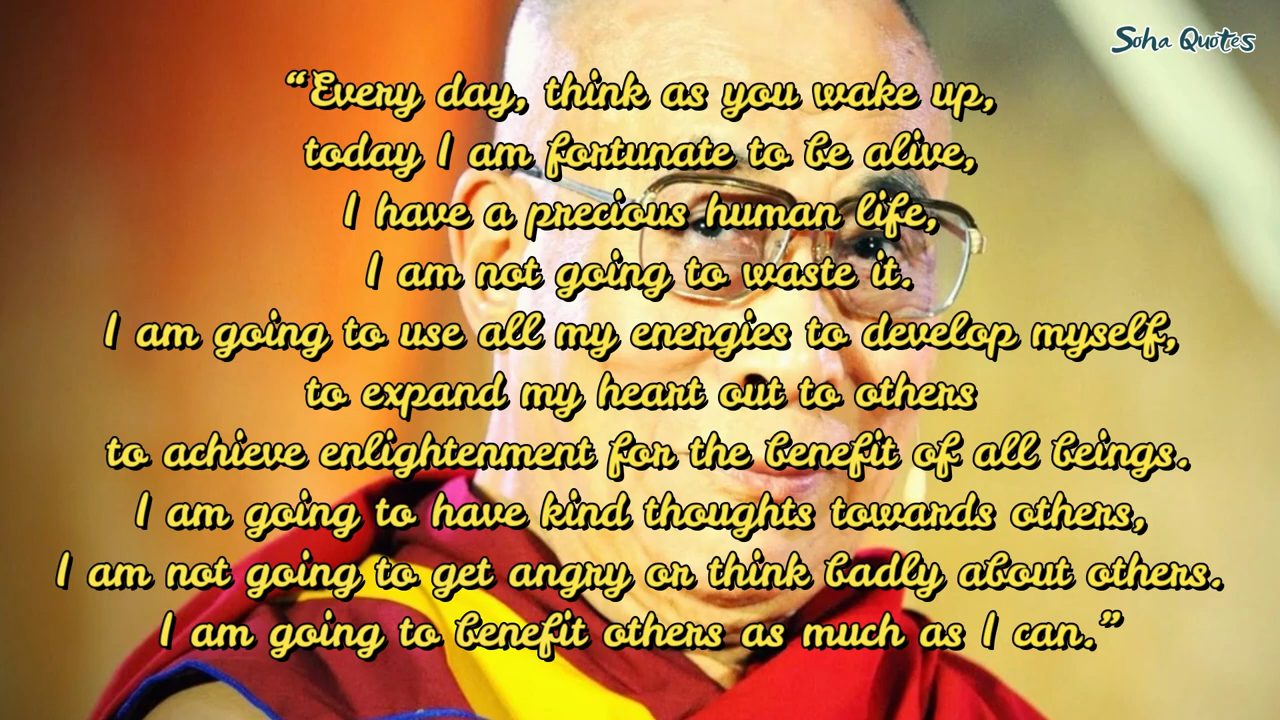 Soha Quotes
“Every day, think as you wake up,
today I am fortunate to be alive,
I have a precious human life,
I am not going to waste it.
I am going to use all my energies to develop myself,
to expand my heart out to others
to achieve enlightenment for the benefit of all beings.
I am going to have kind thoughts towards others,
I am not going to get angry or think badly about others.
I am going to benefit others as much as I can.”